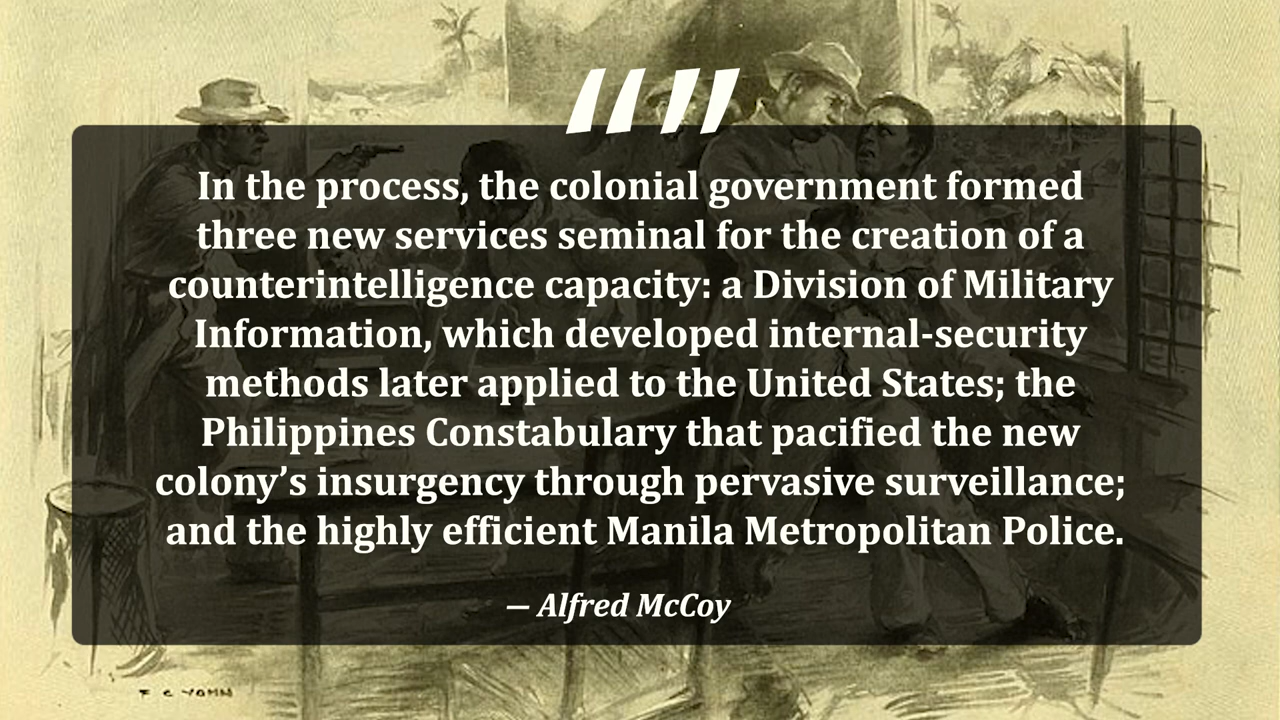 ““
In the process, the colonial government formed
three new services seminal for the creation of a
counterintelligence capacity: a Division of Military
Information, which developed internal-security
methods later applied to the United States; the
Philippines Constabulary that pacified the new
colony’s insurgency through pervasive surveillance;
and the highly efficient Manila Metropolitan Police.
— Alfred McCoy
F C YOHN